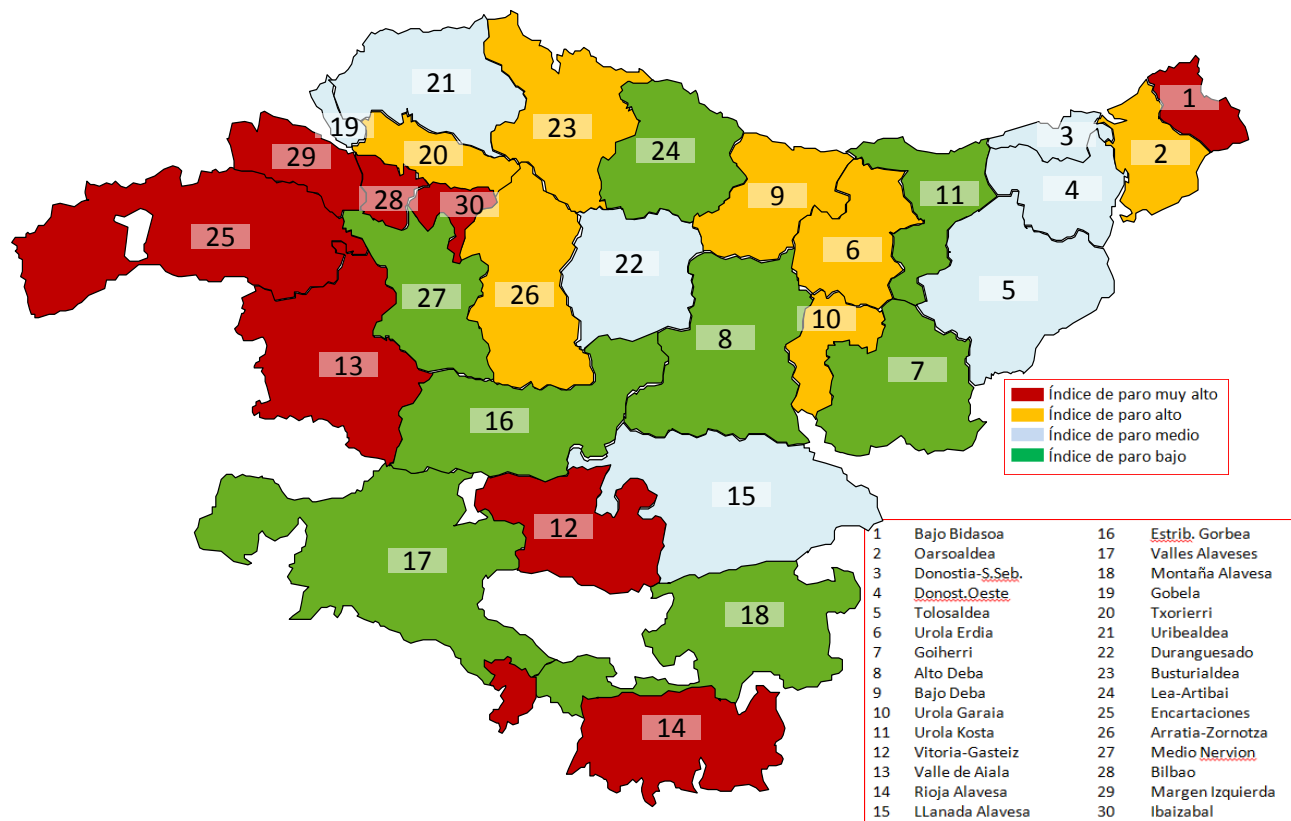 21
1
23
19
3
20
24
29
2
9
4
28
30
11
25
6
22
5
26
27
10
8
13
7
16
Índice de paro muy alto
Índice de paro alto
Índice de paro medio
Índice de paro bajo
15
12
17
18
14
1 Bajo Bidasoa 16 Estrib. Gorbea
2 Oarsoaldea 17 Valles Alaveses
3 Donostia-S.Seb. 18 Montaña Alavesa
4 Donost.Oeste 19 Gobela
5 Tolosaldea 20 Txorierri
6 Urola Erdia 21 Uribealdea
7 Goiherri 22 Duranguesado
8 Alto Deba 23 Busturialdea
9 Bajo Deba 24 Lea-Artibai
10 Urola Garaia 25 Encartaciones
11 Urola Kosta 26 Arratia-Zornotza
12 Vitoria-Gasteiz 27 Medio Nervion
13 Valle de Aiala 28 Bilbao
14 Rioja Alavesa 29 Margen Izquierda
15 LLanada Alavesa 30 Ibaizabal